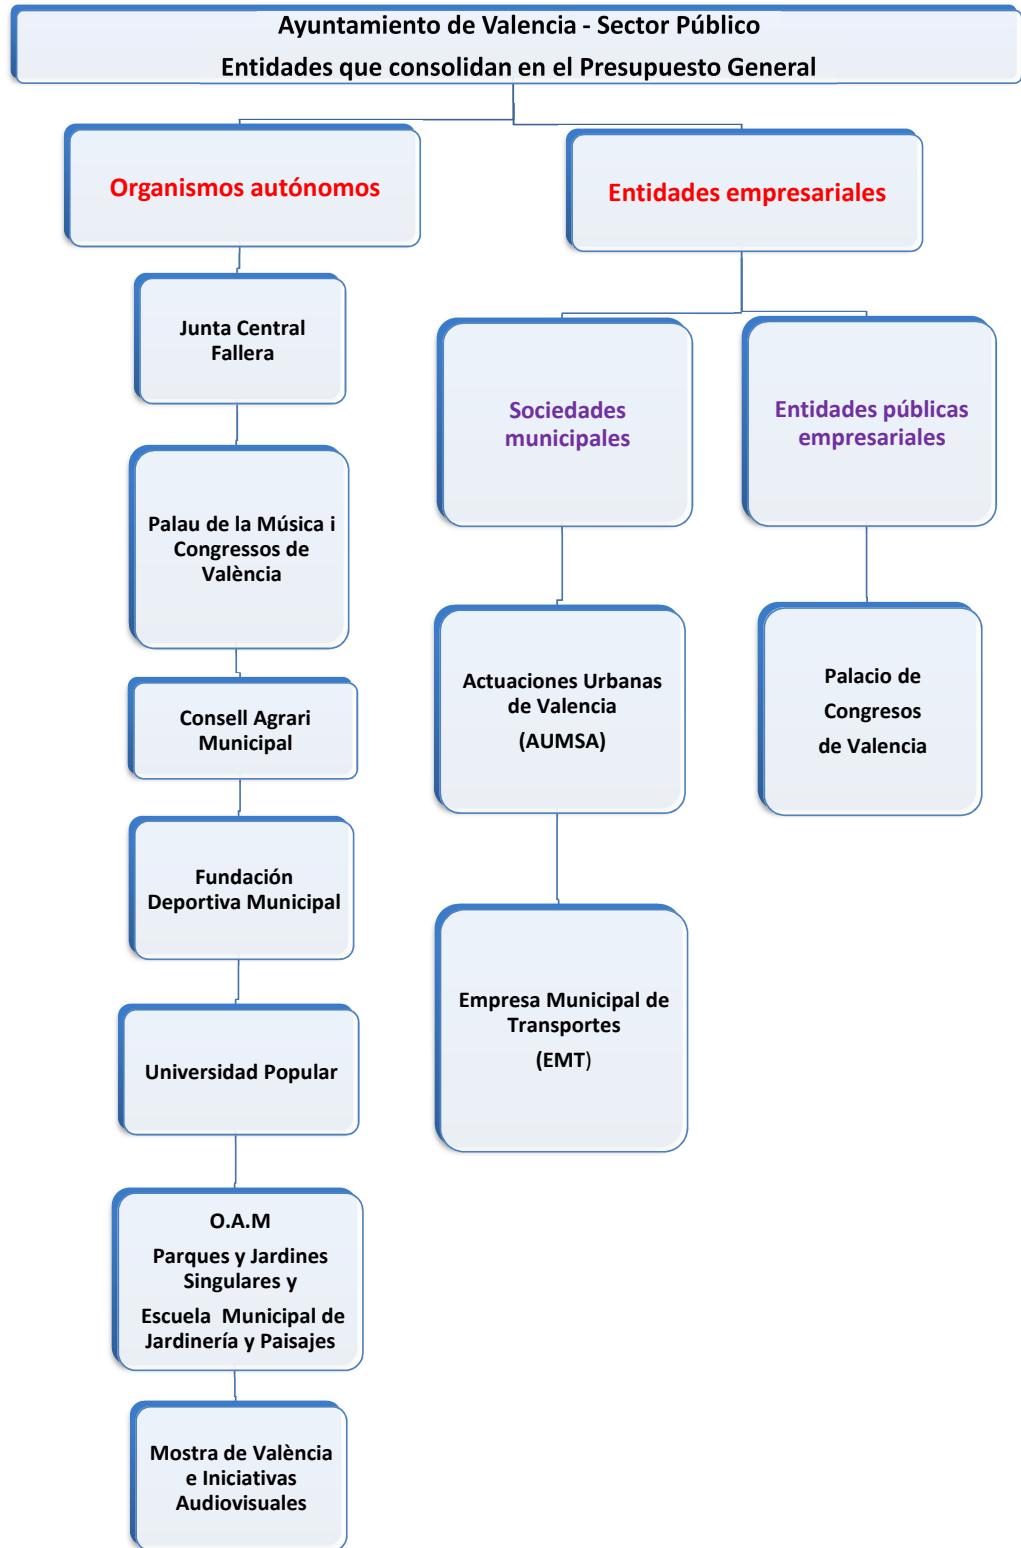 Ayuntamiento de Valencia - Sector Público
Entidades que consolidan en el Presupuesto General
Organismos autónomos
Entidades empresariales
Junta Central
Fallera
Palau de la Música i
Congressos de
València
Consell Agrari
Municipal
Fundación
Deportiva Municipal
Universidad Popular
O.A.M
Parques y Jardines
Singulares y
Escuela Municipal de
Jardinería y Paisajes
Mostra de València
e Iniciativas
Audiovisuales
Sociedades
municipales
Actuaciones Urbanas
de Valencia
(AUMSA)
Empresa Municipal de
Transportes
(EMT)
Entidades públicas
empresariales
Palacio de
Congresos
de Valencia